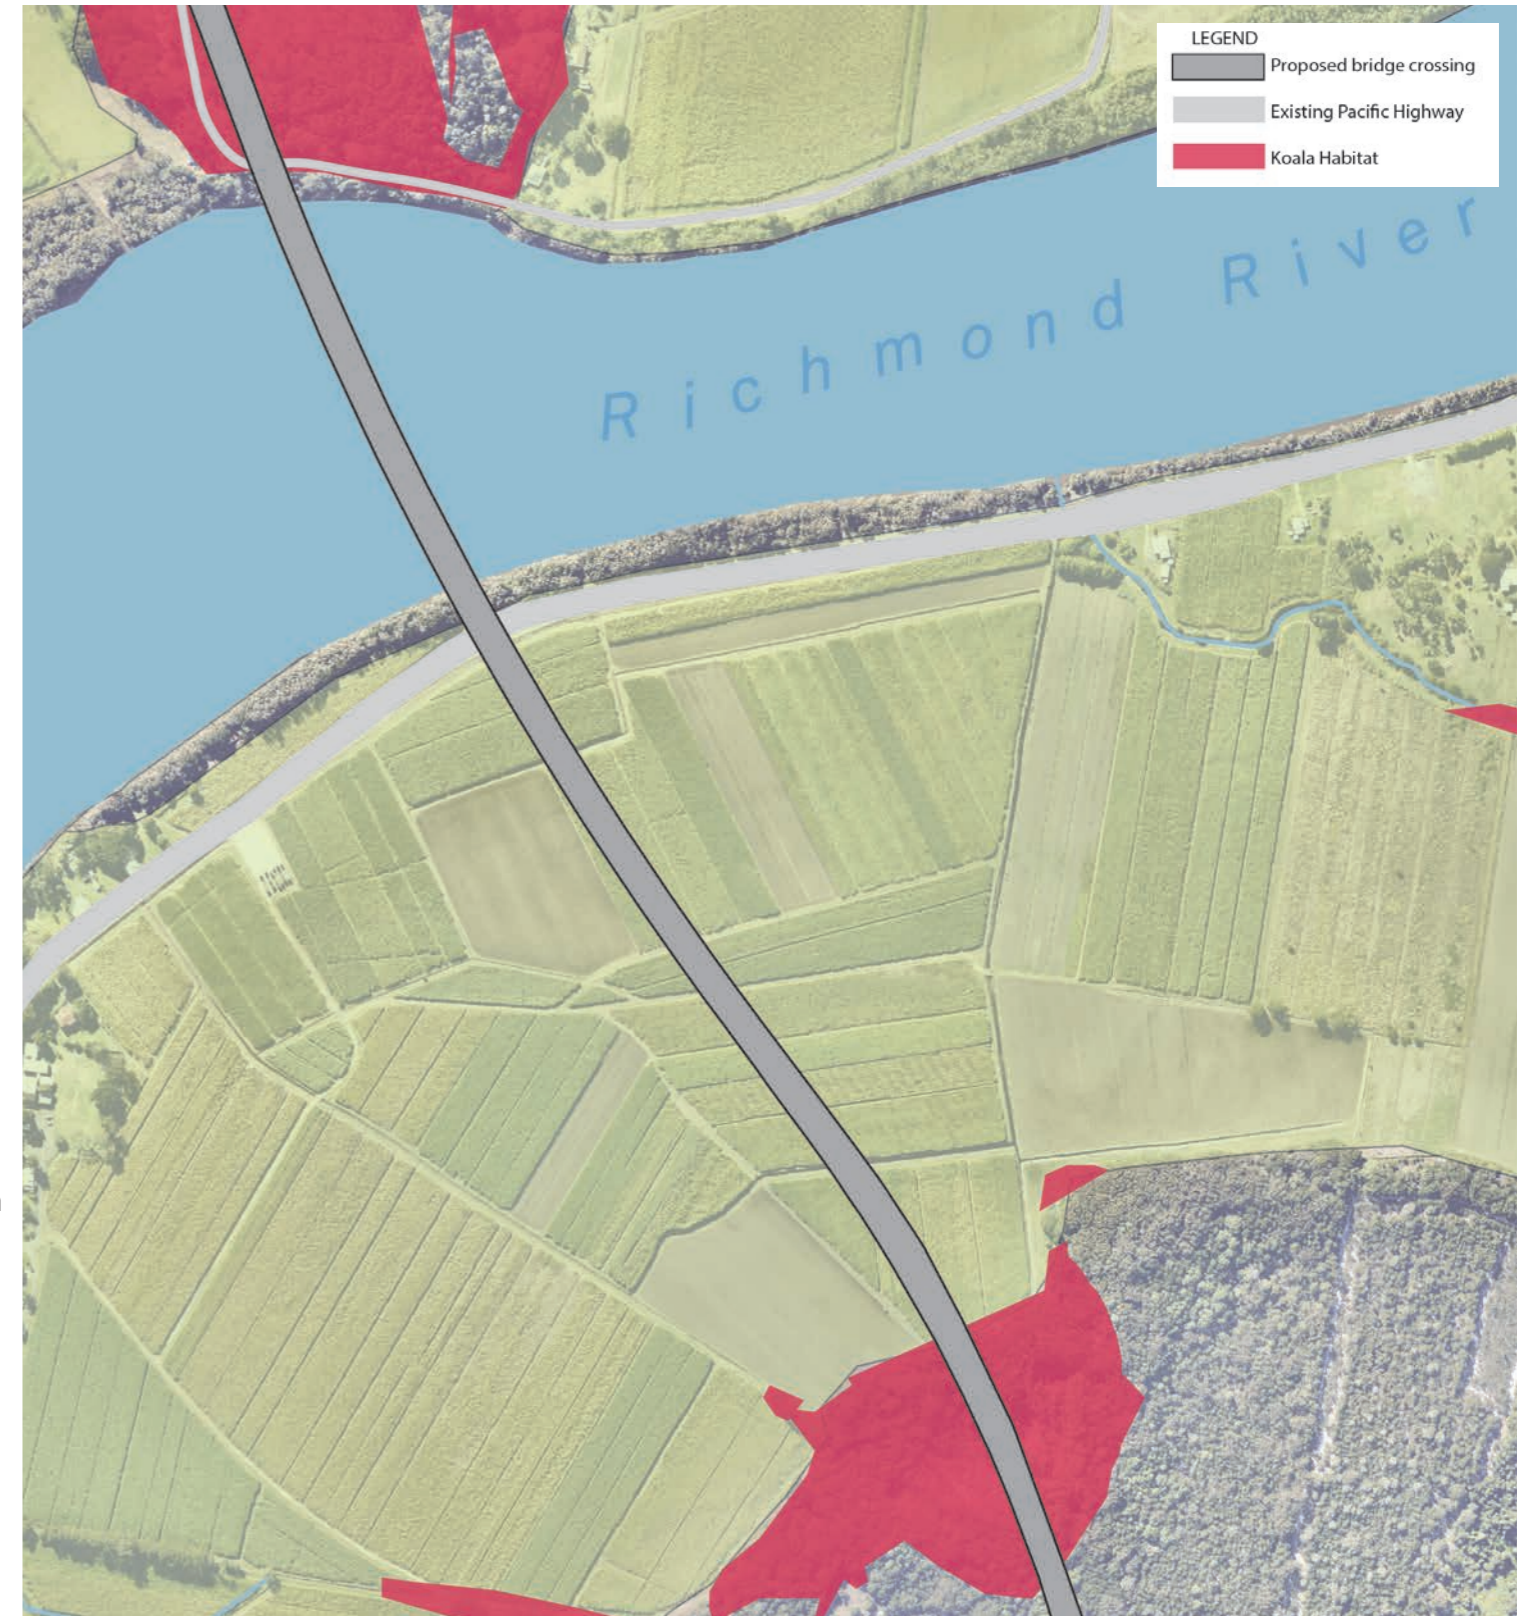 LEGEND
Proposed bridge crossing
Existing Pacific Highway
Koala Habitat
Richmond River